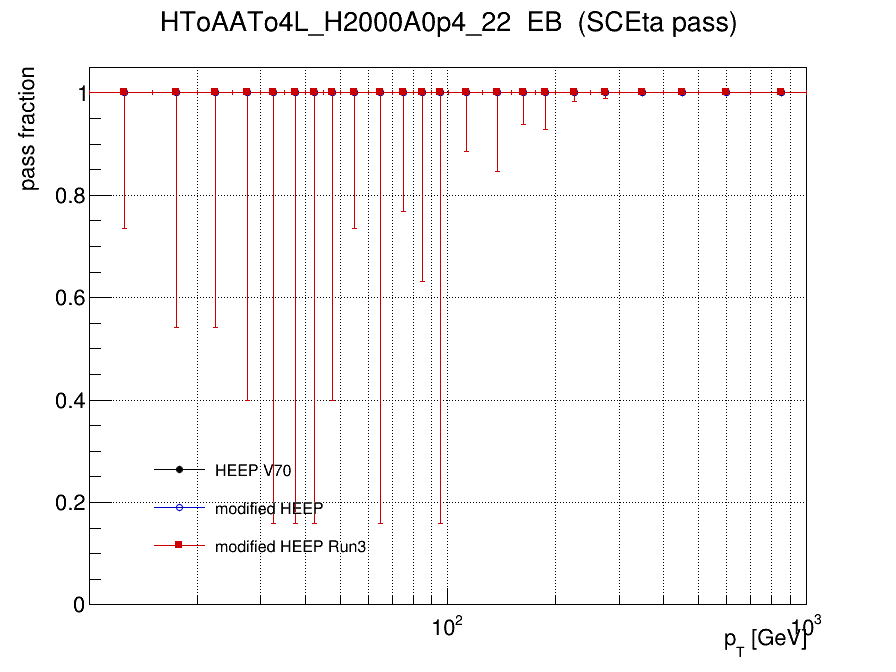 HToAATo4L_H2000A0p4_22 EB (SCEta pass)
pass fraction
1
0.8
0.6
0.4
0.2
0
HEEP V70
modified HEEP
modified HEEP Run3
10²
10³
p_T [GeV]